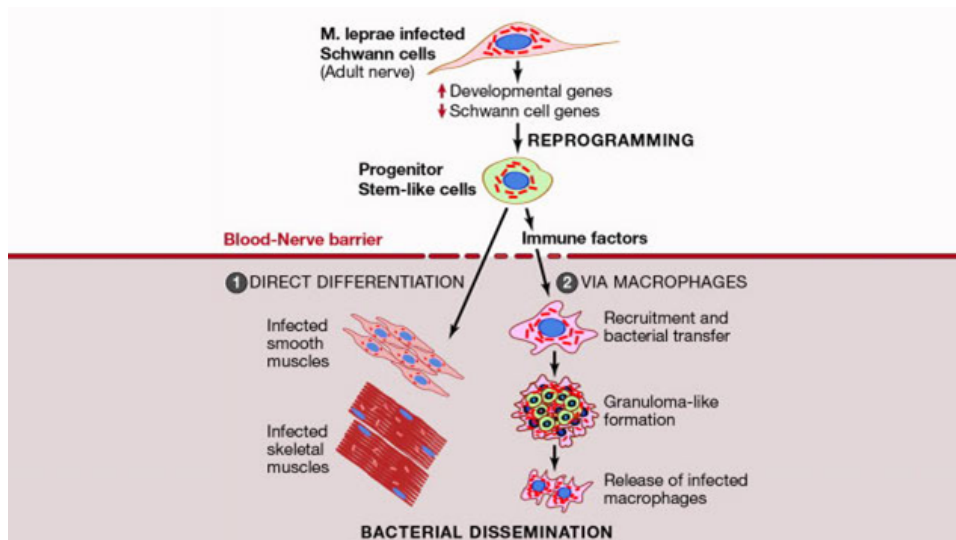 M. leprae infected
Schwann cells
(Adult nerve)
Developmental genes
Schwann cell genes
REPROGRAMMING
Progenitor
Stem-like cells
Blood-Nerve barrier
Immune factors
1 DIRECT DIFFERENTIATION
2 VIA MACROPHAGES
Infected
smooth
muscles
Recruitment and
bacterial transfer
Infected
skeletal
muscles
Granuloma-like
formation
Release of infected
macrophages
BACTERIAL DISSEMINATION